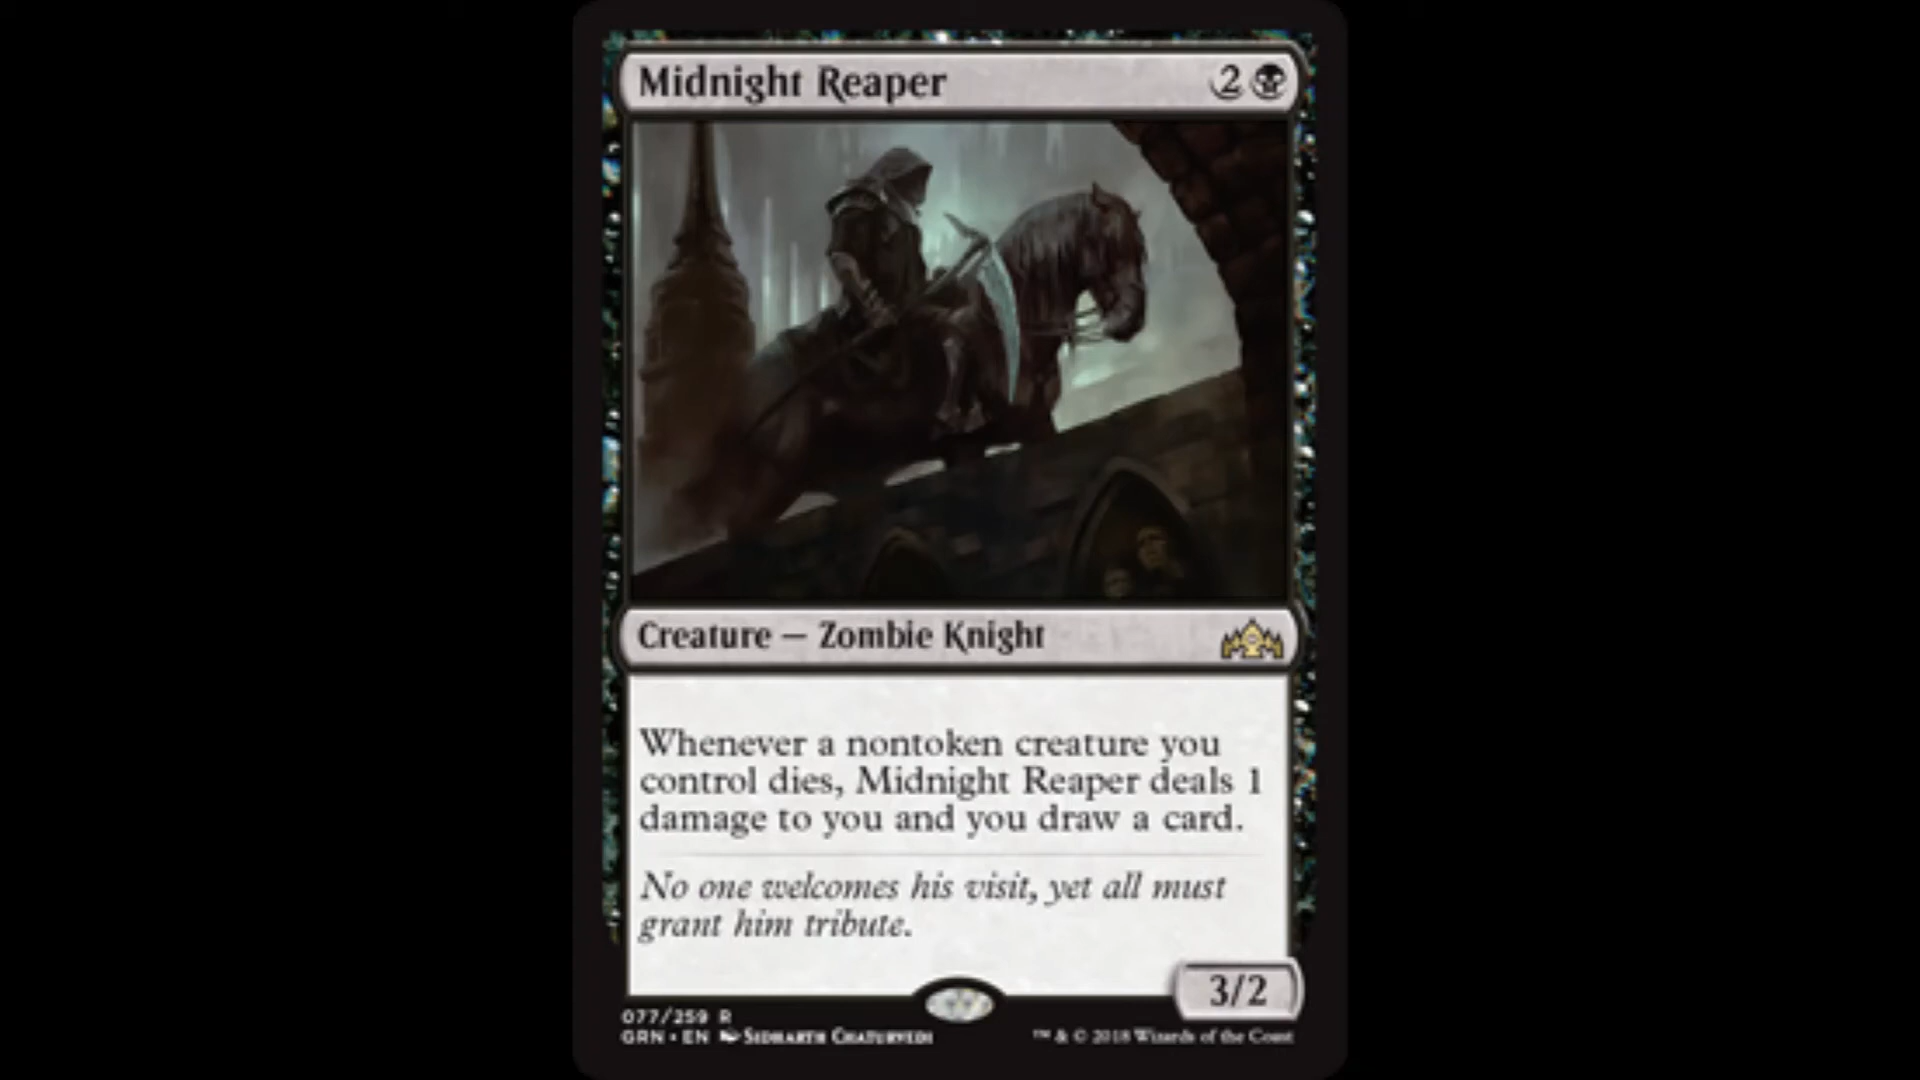 Midnight Reaper 2
Creature — Zombie Knight
Whenever a nontoken creature you
control dies, Midnight Reaper deals 1
damage to you and you draw a card.
No one welcomes his visit, yet all must
grant him tribute.
3/2
077/259 R
GRN • EN Sidharth Chaturvedi
™ & © 2018 Wizards of the Coast